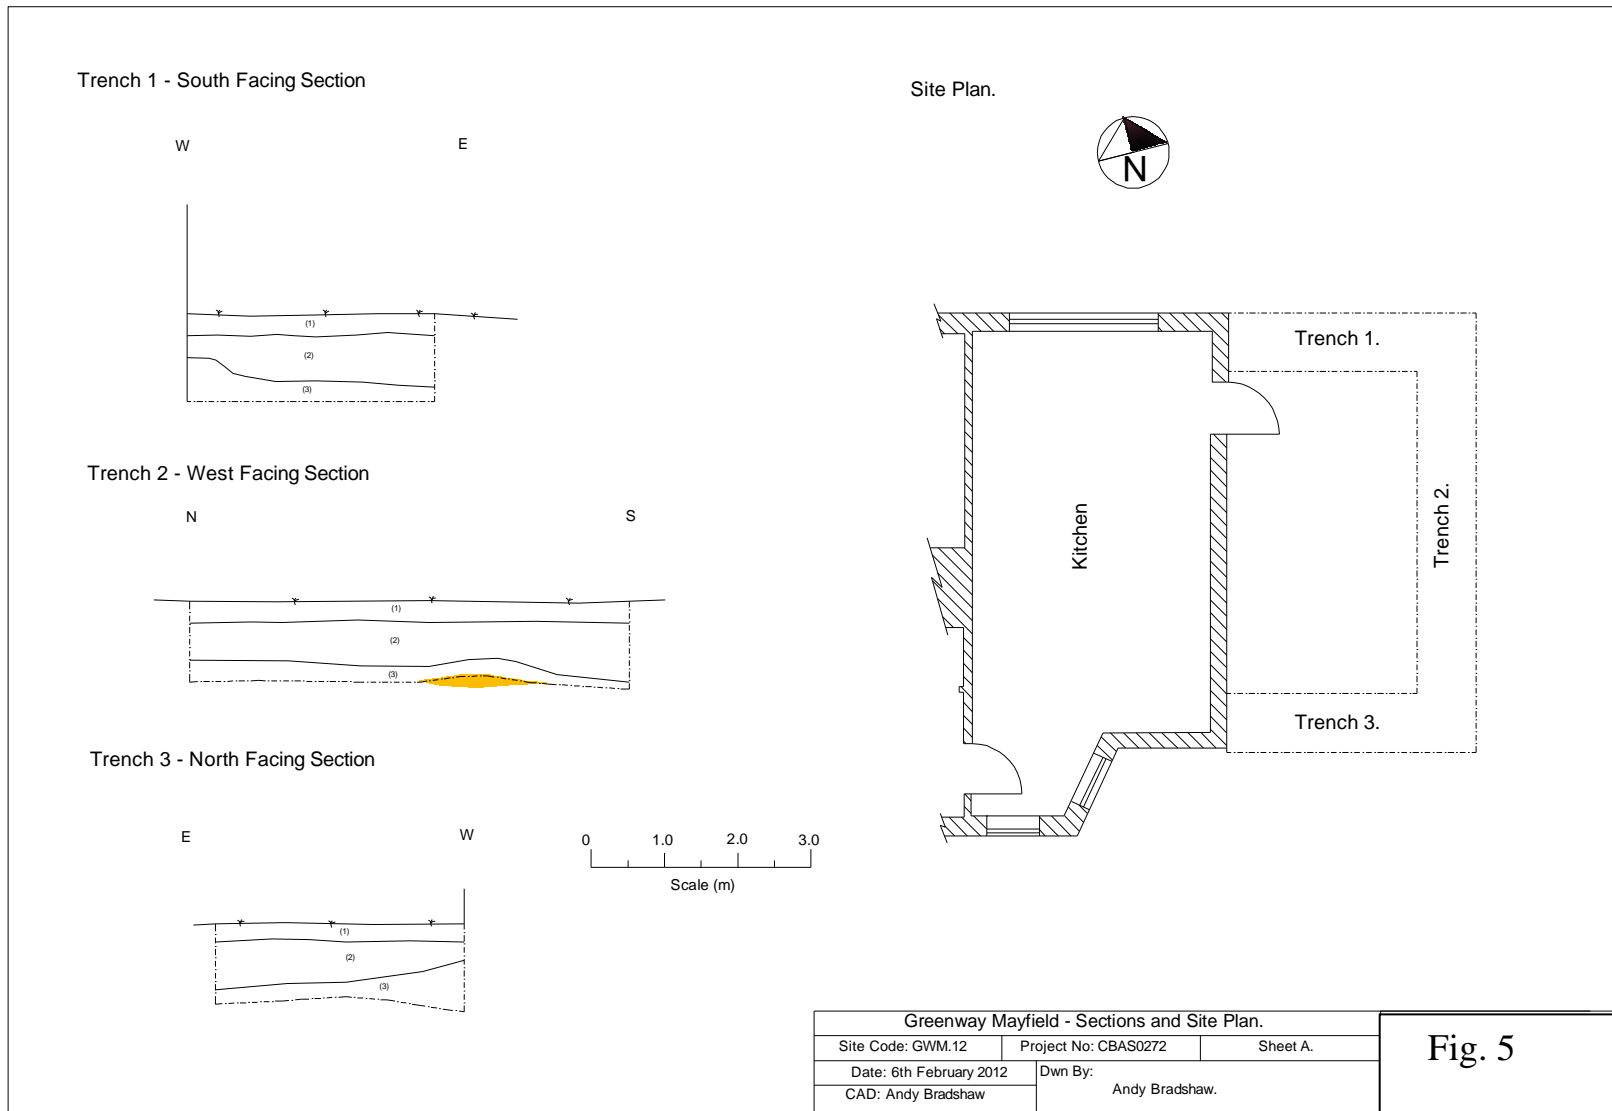 Trench 1 - South Facing Section
W
E
(1)
(2)
(3)
Trench 2 - West Facing Section
N
S
(1)
(2)
(3)
Trench 3 - North Facing Section
E
W
(1)
(2)
(3)
0 1.0 2.0 3.0
Scale (m)
Site Plan.
N
Trench 1.
Kitchen
Trench 2.
Trench 3.
Greenway Mayfield - Sections and Site Plan.
Site Code: GWM.12
Project No: CBAS0272
Sheet A.
Date: 6th February 2012
CAD: Andy Bradshaw
Dwn By:
Andy Bradshaw.
Fig. 5